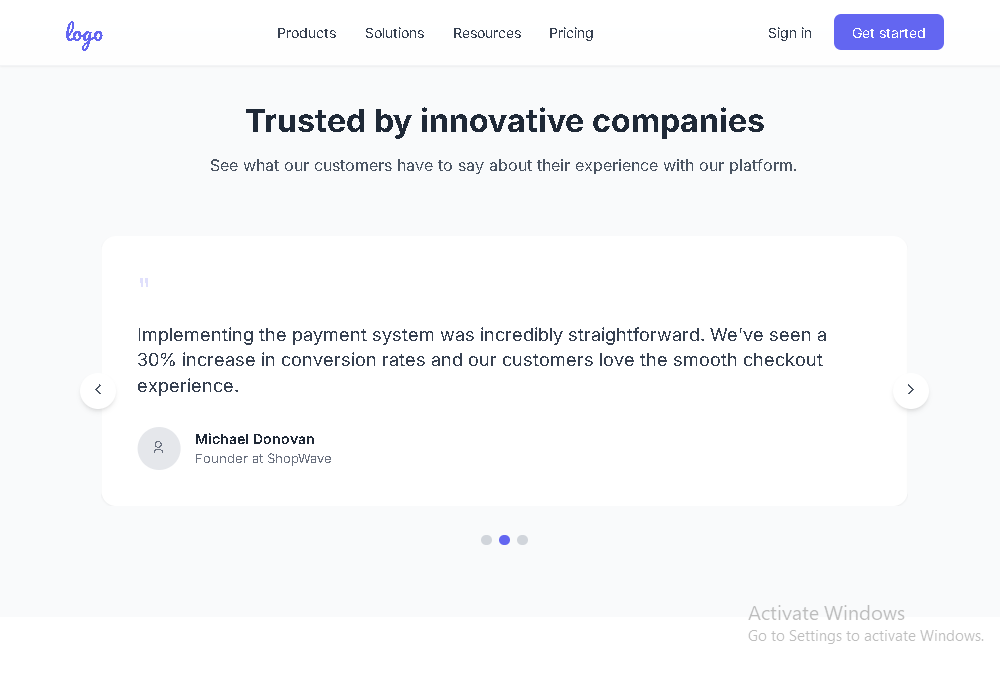 logo
Products Solutions Resources Pricing Sign in Get started
Trusted by innovative companies
See what our customers have to say about their experience with our platform.
"
Implementing the payment system was incredibly straightforward. We've seen a
30% increase in conversion rates and our customers love the smooth checkout
experience.
Michael Donovan
Founder at ShopWave
Activate Windows
Go to Settings to activate Windows.